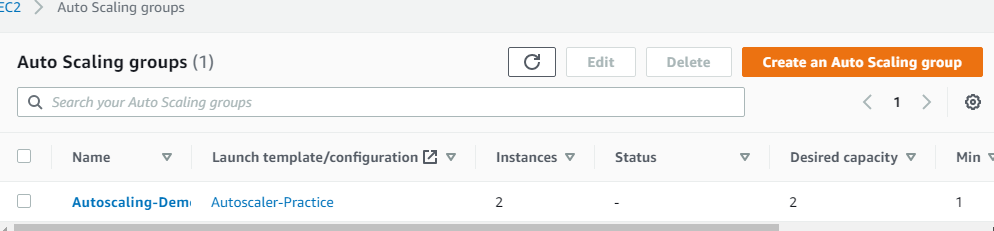 EC2 > Auto Scaling groups
Auto Scaling groups (1) Edit Delete Create an Auto Scaling group
Search your Auto Scaling groups 1
Name Launch template/configuration Instances Status Desired capacity Min
Autoscaling-Dem Autoscaler-Practice 2 - 2 1